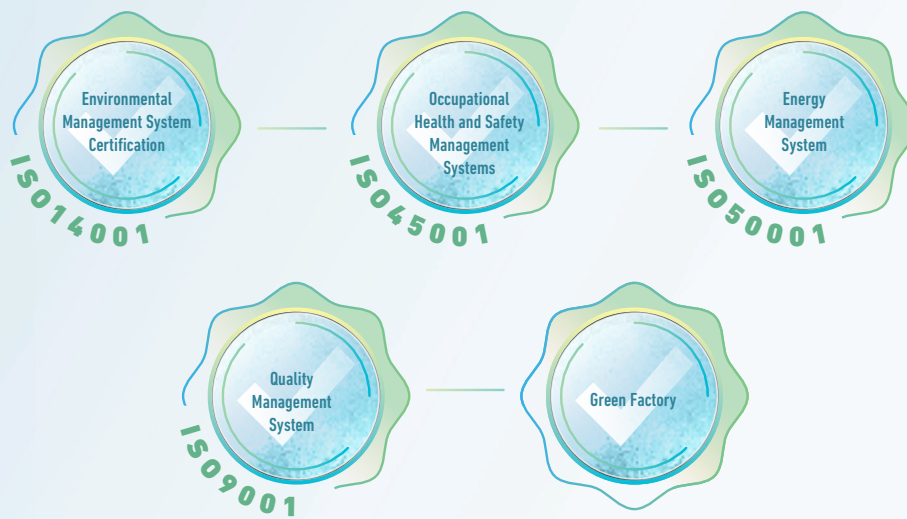 Environmental
Management System
Certification
ISO14001
Occupational
Health and Safety
Management
Systems
ISO45001
Energy
Management
System
ISO50001
Quality
Management
System
ISO9001
Green Factory